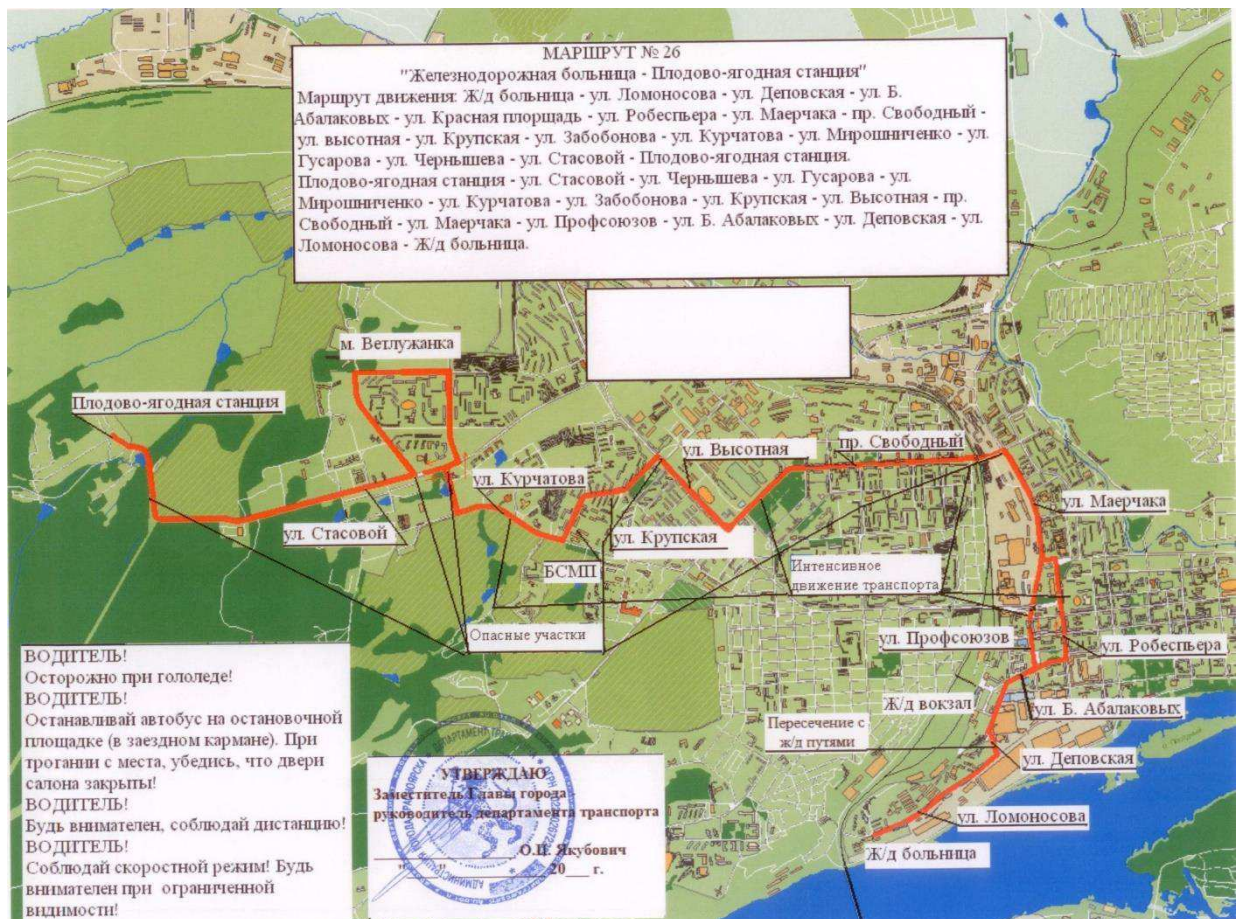 МАРШРУТ № 26
"Железнодорожная больница - Плодово-ягодная станция"
Маршрут движения: Ж/д больница - ул. Ломоносова - ул. Деповская - ул. Б.
Абалаковых - ул. Красная плорщадь - ул. Робеспьера - ул. Маерчака - пр. Свободный -
ул. высотная - ул. Крупская - ул. Забобонова - ул. Курчатова - ул. Мирошниченко - ул.
Гусарова - ул. Чернышева - ул. Стасовой - Плодово-ягодная станция.
Плодово-ягодная станция - ул. Стасовой - ул. Чернышева - ул. Гусарова - ул.
Мирошниченко - ул. Курчатова - ул. Забобонова - ул. Крупская - ул. Высотная - пр.
Свободный - ул. Маерчака - ул. Профсоюзов - ул. Б. Абалаковых - ул. Деповская - ул.
Ломоносова - Ж/д больница.
м. Ветлужанка
Плодово-ягодная станция
пр. Свободный
ул. Высотная
ул. Курчатова
ул. Маерчака
ул. Стасовой
ул. Крупская
БСМП
Интенсивное
движение транспорта
Опасные участки
ул. Профсоюзов
ул. Робеспьера
Ж/д вокзал
ул. Б. Абалаковых
Пересечение с
ж/д путями
ул. Деповская
ул. Ломоносова
Ж/д больница
ВОДИТЕЛЬ!
Осторожно при гололеде!
ВОДИТЕЛЬ!
Останавливай автобус на остановочной
площадке (в заездном кармане). При
трогании с места, убедись, что двери
салона закрыты!
ВОДИТЕЛЬ!
Будь внимателен, соблюдай дистанцию!
ВОДИТЕЛЬ!
Соблюдай скоростной режим! Будь
внимателен при ограниченной
видимости!
УТВЕРЖДАЮ
Заместитель Главы города
руководитель департамента транспорта
О.Ц. Якубович
"___"________20___ г.